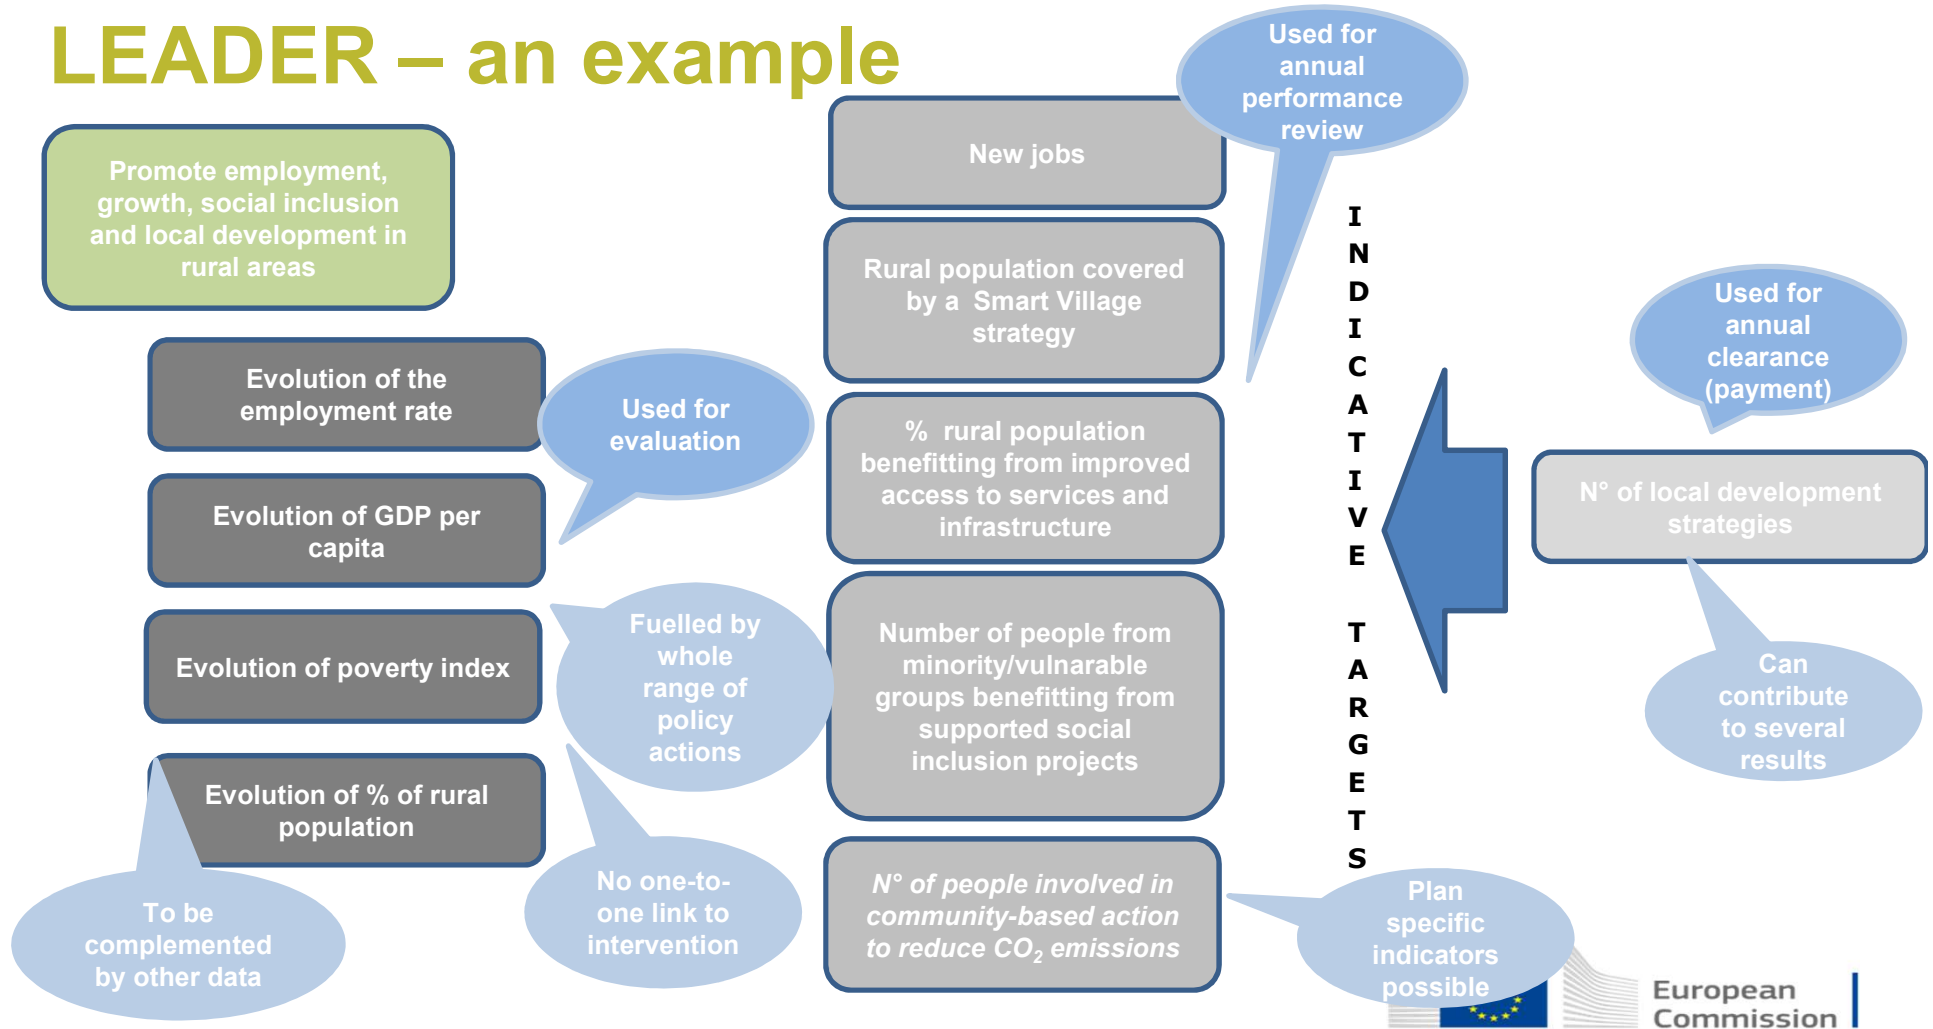 LEADER – an example
Promote employment,
growth, social inclusion
and local development in
rural areas
Evolution of the
employment rate
Evolution of GDP per
capita
Evolution of poverty index
Evolution of % of rural
population
To be
complemented
by other data
Used for
evaluation
Fuelled by
whole
range of
policy
actions
No one-to-
one link to
intervention
New jobs
Rural population covered
by a Smart Village
strategy
% rural population
benefitting from improved
access to services and
infrastructure
Number of people from
minority/vulnarable
groups benefitting from
supported social
inclusion projects
N° of people involved in
community-based action
to reduce CO2 emissions
Used for
annual
performance
review
INDICATIVE TARGETS
Plan
specific
indicators
possible
Used for
annual
clearance
(payment)
N° of local development
strategies
Can
contribute
to several
results
European
Commission